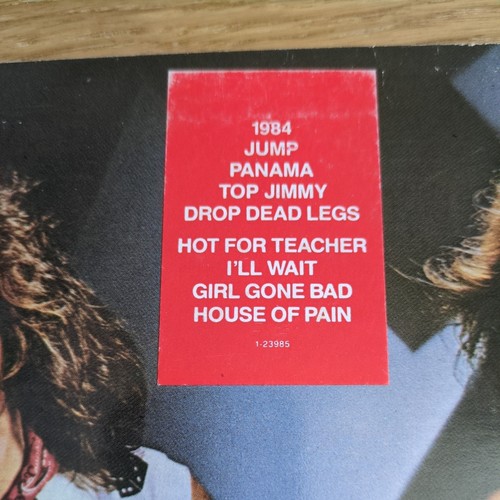 1984
JUMP
PANAMA
TOP JIMMY
DROP DEAD LEGS
HOT FOR TEACHER
I'LL WAIT
GIRL GONE BAD
HOUSE OF PAIN
1-23985